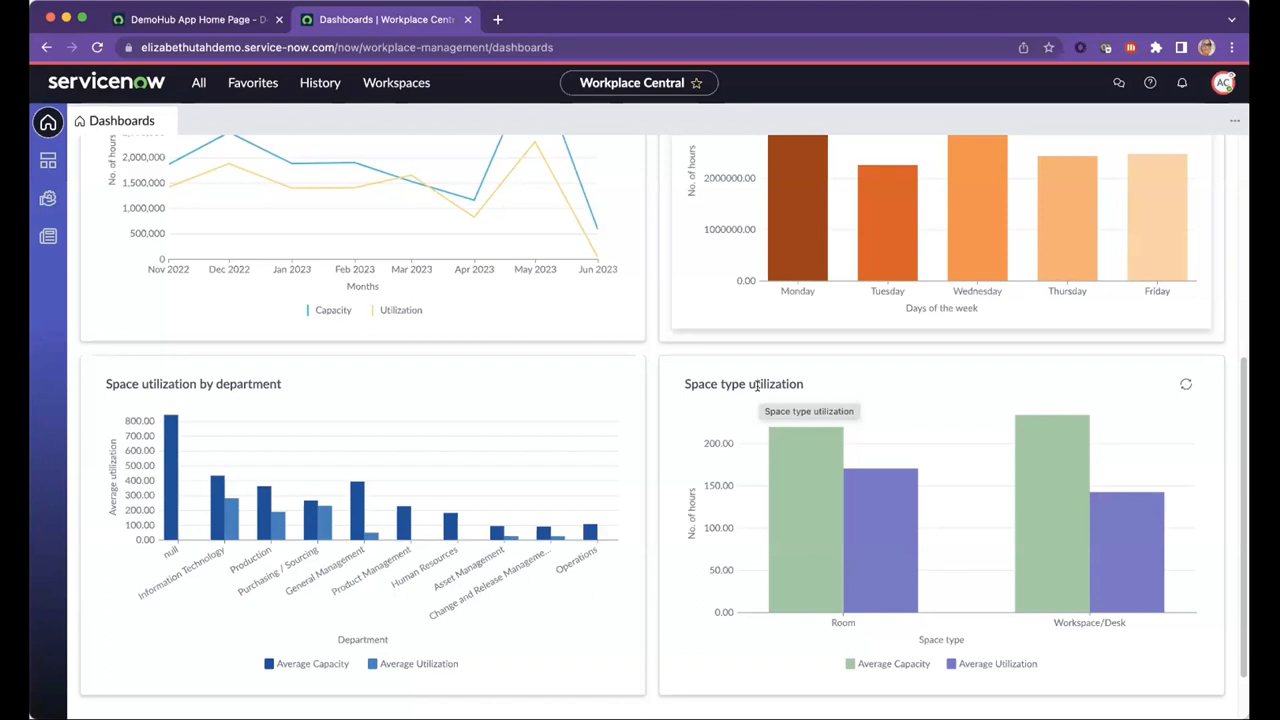 DemoHub App Home Page - D
Dashboards | Workplace Centr
elizabethutahdemo.service-now.com/now/workplace-management/dashboards
servicenow
All
Favorites
History
Workspaces
Workplace Central
AC
Dashboards
No. of hours
2,000,000
1,500,000
1,000,000
500,000
0
Nov 2022
Dec 2022
Jan 2023
Feb 2023
Mar 2023
Apr 2023
May 2023
Jun 2023
Months
Capacity
Utilization
No. of hours
2000000.00
1000000.00
0.00
Monday
Tuesday
Wednesday
Thursday
Friday
Days of the week
Space utilization by department
Average utilization
800.00
700.00
600.00
500.00
400.00
300.00
200.00
100.00
0.00
null
Information Technology
Production
Purchasing / Sourcing
General Management
Product Management
Human Resources
Asset Management
Change and Release Manageme...
Operations
Department
Average Capacity
Average Utilization
Space type utilization
Space type utilization
No. of hours
200.00
150.00
100.00
50.00
0.00
Room
Workspace/Desk
Space type
Average Capacity
Average Utilization